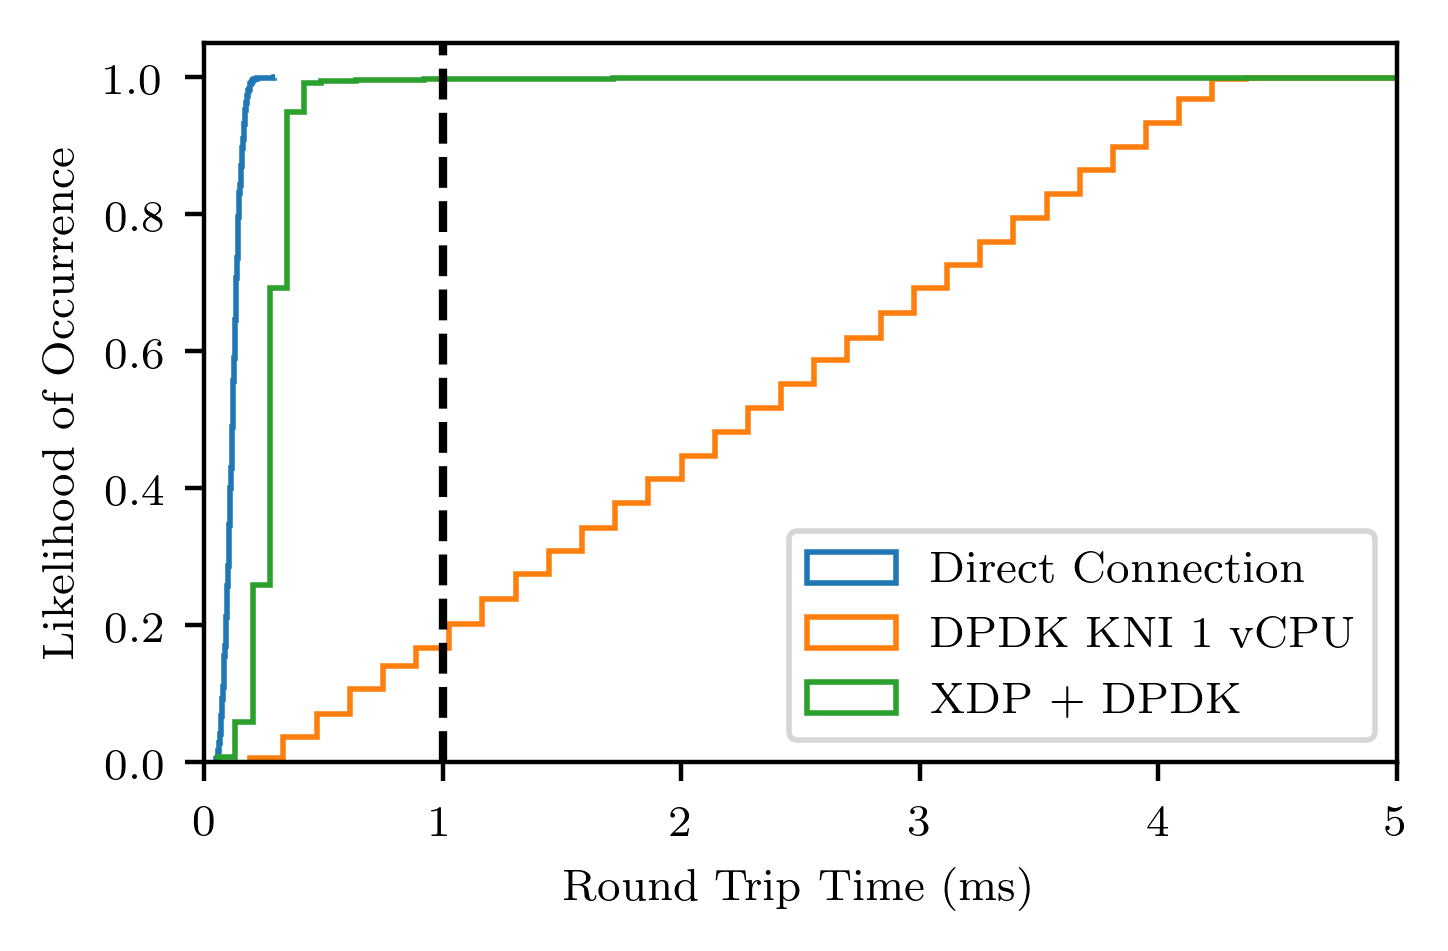 1.0
0.8
0.6
0.4
0.2
0.0
Likelihood of Occurrence
Direct Connection
DPDK KNI 1 vCPU
XDP + DPDK
0 1 2 3 4 5
Round Trip Time (ms)